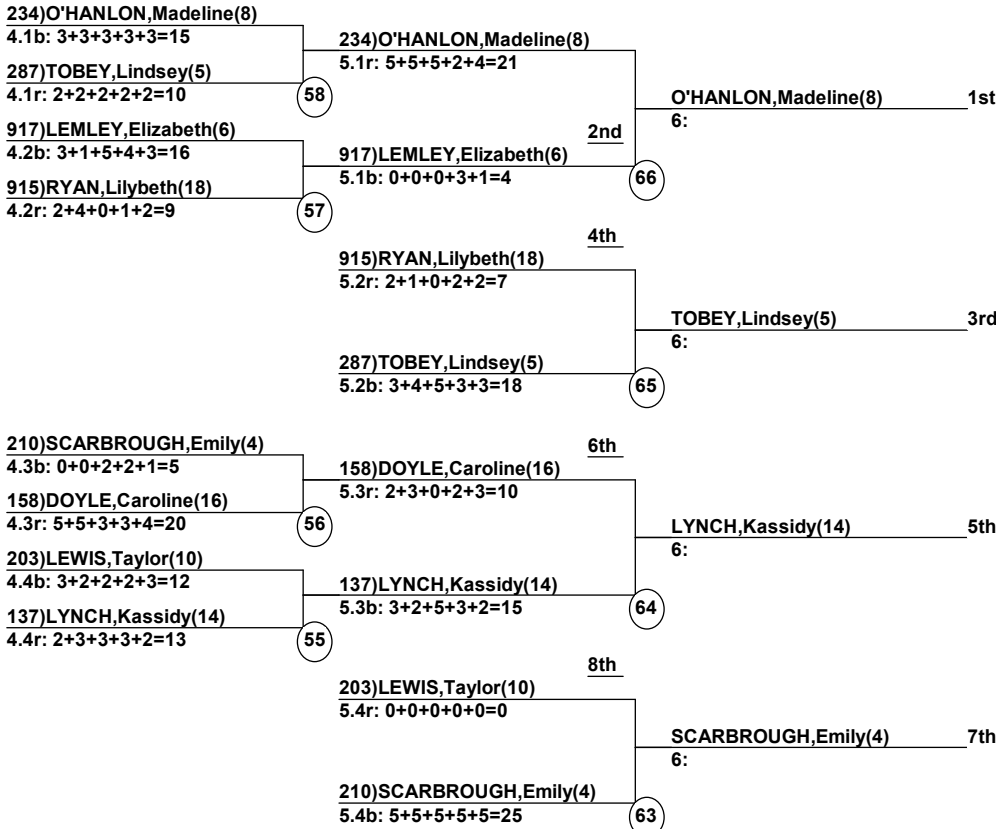 234)O'HANLON,Madeline(8)
4.1b: 3+3+3+3+3=15
287)TOBEY,Lindsey(5)
4.1r: 2+2+2+2+2=10
58
917)LEMLEY,Elizabeth(6)
4.2b: 3+1+5+4+3=16
915)RYAN,Lilybeth(18)
4.2r: 2+4+0+1+2=9
57
234)O'HANLON,Madeline(8)
5.1r: 5+5+5+2+4=21
2nd
917)LEMLEY,Elizabeth(6)
5.1b: 0+0+0+3+1=4
66
O'HANLON,Madeline(8) 1st
6:
4th
915)RYAN,Lilybeth(18)
5.2r: 2+1+0+2+2=7
287)TOBEY,Lindsey(5)
5.2b: 3+4+5+3+3=18
65
TOBEY,Lindsey(5) 3rd
6:
210)SCARBROUGH,Emily(4)
4.3b: 0+0+2+2+1=5
158)DOYLE,Caroline(16)
4.3r: 5+5+3+3+4=20
56
203)LEWIS,Taylor(10)
4.4b: 3+2+2+2+3=12
137)LYNCH,Kassidy(14)
4.4r: 2+3+3+3+2=13
55
6th
158)DOYLE,Caroline(16)
5.3r: 2+3+0+2+3=10
137)LYNCH,Kassidy(14)
5.3b: 3+2+5+3+2=15
64
LYNCH,Kassidy(14) 5th
6:
8th
203)LEWIS,Taylor(10)
5.4r: 0+0+0+0+0=0
210)SCARBROUGH,Emily(4)
5.4b: 5+5+5+5+5=25
63
SCARBROUGH,Emily(4) 7th
6: